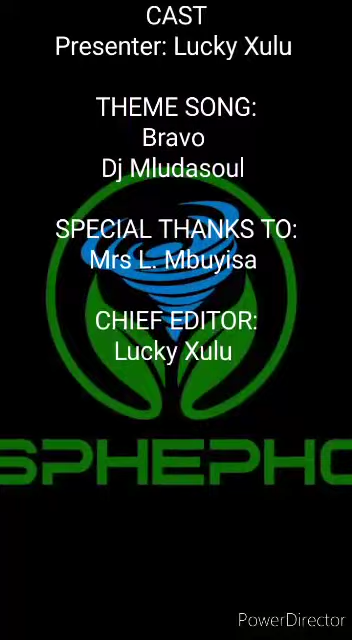 CAST
Presenter: Lucky Xulu
THEME SONG:
Bravo
Dj Mludasoul
SPECIAL THANKS TO:
Mrs L. Mbuyisa
CHIEF EDITOR:
Lucky Xulu
SPHEPHO
PowerDirector